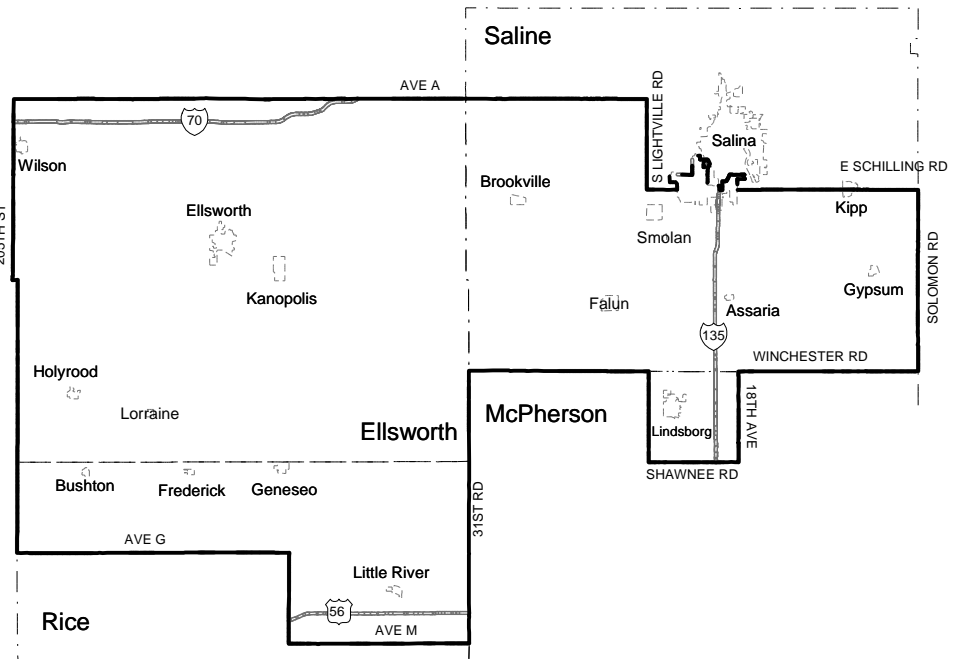 Saline
AVE A
S LIGHTVILLE RD
70
Salina
Wilson
E SCHILLING RD
Brookville
Kipp
Ellsworth
Smolan
SOLOMON RD
Kanopolis
Gypsum
Falun
Assaria
135
WINCHESTER RD
Holyrood
Lorraine
McPherson
18TH AVE
Ellsworth
Lindsborg
SHAWNEE RD
Bushton
Frederick
Geneseo
31ST RD
AVE G
Little River
56
Rice
AVE M